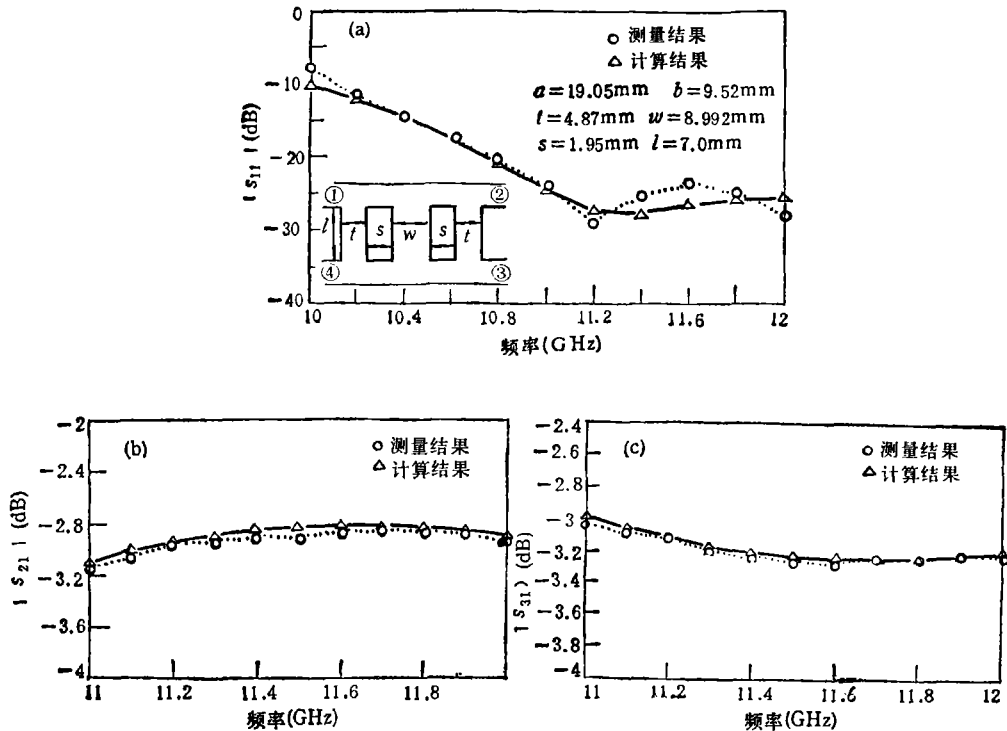 (a)
○ 测量结果
△ 计算结果
a=19.05mm b=9.52mm
t=4.87mm w=8.992mm
s=1.95mm l=7.0mm
| s₁₁ | (dB)
0
−10
−20
−30
−40
① ②
l t s w s t
④ ③
10 10.4 10.8 11.2 11.6 12
频率(GHz)
(b)
○ 测量结果
△ 计算结果
| s₂₁ | (dB)
−2
−2.4
−2.8
−3.2
−3.6
−4
11 11.2 11.4 11.6 11.8
频率(GHz)
(c)
○ 测量结果
△ 计算结果
| s₃₁) (dB)
−2.4
−2.6
−2.8
−3
−3.2
−3.4
−3.6
−3.8
−4
11 11.2 11.4 11.6 11.8 12
频率(GHz)